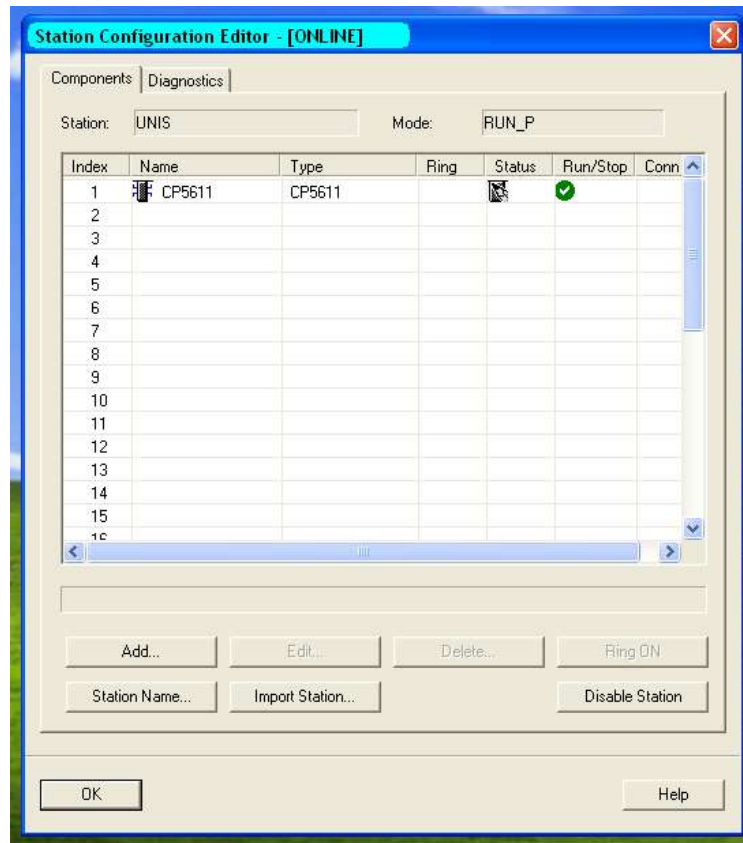 Station Configuration Editor - [ONLINE]
Components Diagnostics
Station: UNIS Mode: RUN_P
Index Name Type Ring Status Run/Stop Conn
1 CP5611 CP5611
2
3
4
5
6
7
8
9
10
11
12
13
14
15
16
Add... Edit... Delete... Ring ON
Station Name... Import Station... Disable Station
OK Help